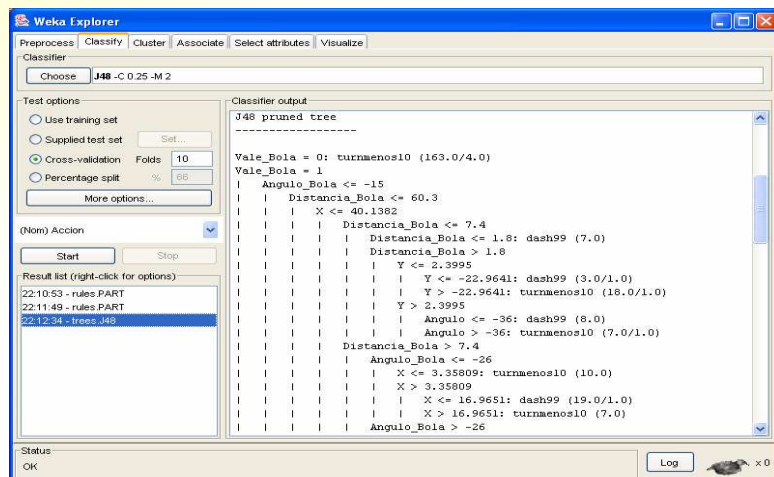 Weka Explorer
Preprocess Classify Cluster Associate Select attributes Visualize
Classifier
Choose J48 -C 0.25 -M 2
Test options
Use training set
Supplied test set Set...
Cross-validation Folds 10
Percentage split % 66
More options...
(Nom) Accion
Start Stop
Result list (right-click for options)
22:10:53 - rules.PART
22:11:49 - rules.PART
22:12:34 - trees.J48
Classifier output
J48 pruned tree
------------------
Vale_Bola = 0: turnmenos10 (163.0/4.0)
Vale_Bola = 1
| Angulo_Bola <= -15
| | Distancia_Bola <= 60.3
| | | X <= 40.1382
| | | | Distancia_Bola <= 7.4
| | | | | Distancia_Bola <= 1.8: dash99 (7.0)
| | | | | Distancia_Bola > 1.8
| | | | | | Y <= 2.3995
| | | | | | | Y <= -22.9641: dash99 (3.0/1.0)
| | | | | | | Y > -22.9641: turnmenos10 (18.0/1.0)
| | | | | | Y > 2.3995
| | | | | | | Angulo <= -36: dash99 (8.0)
| | | | | | | Angulo > -36: turnmenos10 (7.0/1.0)
| | | | Distancia_Bola > 7.4
| | | | | Angulo_Bola <= -26
| | | | | | X <= 3.35809: turnmenos10 (10.0)
| | | | | | X > 3.35809
| | | | | | | X <= 16.9651: dash99 (19.0/1.0)
| | | | | | | X > 16.9651: turnmenos10 (7.0)
| | | | | Angulo_Bola > -26
Status
OK
Log x 0